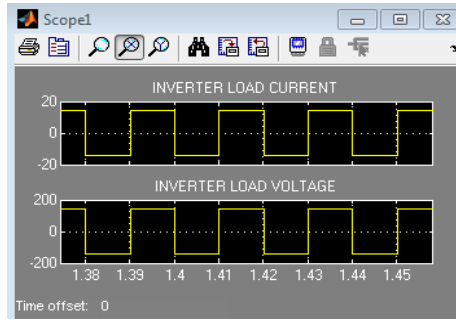 Scope1
INVERTER LOAD CURRENT
20
0
-20
INVERTER LOAD VOLTAGE
200
0
-200
1.38 1.39 1.4 1.41 1.42 1.43 1.44 1.45
Time offset: 0